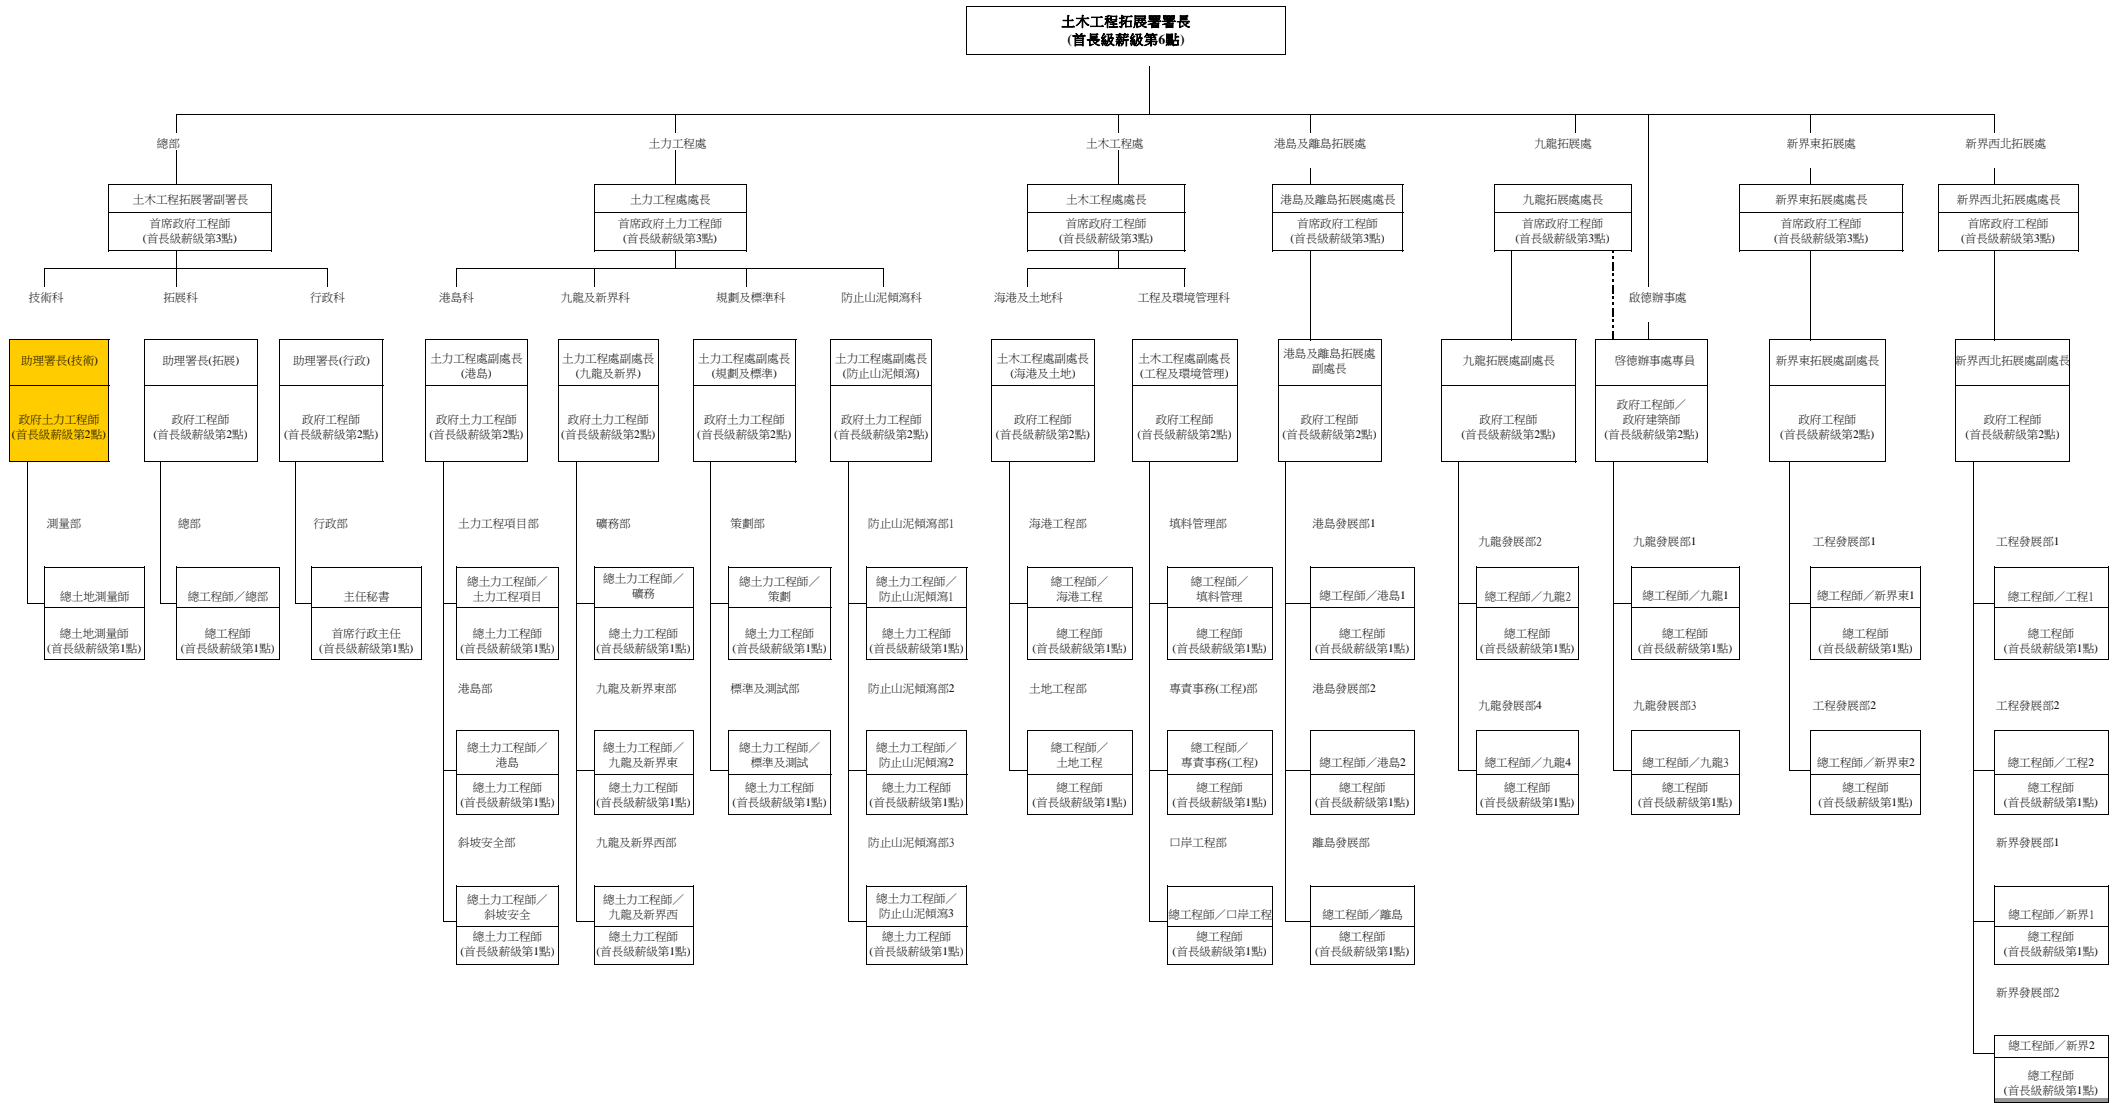 土木工程拓展署署長
(首長級薪級第6點)
總部
土力工程處
土木工程處
港島及離島拓展處
九龍拓展處
新界東拓展處
新界西北拓展處
土木工程拓展署副署長
首席政府工程師
(首長級薪級第3點)
土力工程處處長
首席政府土力工程師
(首長級薪級第3點)
土木工程處處長
首席政府工程師
(首長級薪級第3點)
港島及離島拓展處處長
首席政府工程師
(首長級薪級第3點)
九龍拓展處處長
首席政府工程師
(首長級薪級第3點)
新界東拓展處處長
首席政府工程師
(首長級薪級第3點)
新界西北拓展處處長
首席政府工程師
(首長級薪級第3點)
技術科
拓展科
行政科
港島科
九龍及新界科
規劃及標準科
防止山泥傾瀉科
海港及土地科
工程及環境管理科
啟德辦事處
助理署長(技術)
政府土力工程師
(首長級薪級第2點)
助理署長(拓展)
政府工程師
(首長級薪級第2點)
助理署長(行政)
政府工程師
(首長級薪級第2點)
土力工程處副處長
(港島)
政府土力工程師
(首長級薪級第2點)
土力工程處副處長
(九龍及新界)
政府土力工程師
(首長級薪級第2點)
土力工程處副處長
(規劃及標準)
政府土力工程師
(首長級薪級第2點)
土力工程處副處長
(防止山泥傾瀉)
政府土力工程師
(首長級薪級第2點)
土木工程處副處長
(海港及土地)
政府工程師
(首長級薪級第2點)
土木工程處副處長
(工程及環境管理)
政府工程師
(首長級薪級第2點)
港島及離島拓展處
副處長
政府工程師
(首長級薪級第2點)
九龍拓展處副處長
政府工程師
(首長級薪級第2點)
啓德辦事處專員
政府工程師／
政府建築師
(首長級薪級第2點)
新界東拓展處副處長
政府工程師
(首長級薪級第2點)
新界西北拓展處副處長
政府工程師
(首長級薪級第2點)
測量部
總部
行政部
土力工程項目部
礦務部
策劃部
防止山泥傾瀉部1
海港工程部
填料管理部
港島發展部1
九龍發展部2
九龍發展部1
工程發展部1
工程發展部1
總土地測量師
總土地測量師
(首長級薪級第1點)
總工程師／總部
總工程師
(首長級薪級第1點)
主任秘書
首席行政主任
(首長級薪級第1點)
總土力工程師／
土力工程項目
總土力工程師
(首長級薪級第1點)
總土力工程師／
礦務
總土力工程師
(首長級薪級第1點)
總土力工程師／
策劃
總土力工程師
(首長級薪級第1點)
總土力工程師／
防止山泥傾瀉1
總土力工程師
(首長級薪級第1點)
總工程師／
海港工程
總工程師
(首長級薪級第1點)
總工程師／
填料管理
總工程師
(首長級薪級第1點)
總工程師／港島1
總工程師
(首長級薪級第1點)
總工程師／九龍2
總工程師
(首長級薪級第1點)
總工程師／九龍1
總工程師
(首長級薪級第1點)
總工程師／新界東1
總工程師
(首長級薪級第1點)
總工程師／工程1
總工程師
(首長級薪級第1點)
港島部
九龍及新界東部
標準及測試部
防止山泥傾瀉部2
土地工程部
專責事務(工程)部
港島發展部2
九龍發展部4
九龍發展部3
工程發展部2
工程發展部2
總土力工程師／
港島
總土力工程師
(首長級薪級第1點)
總土力工程師／
九龍及新界東
總土力工程師
(首長級薪級第1點)
總土力工程師／
標準及測試
總土力工程師
(首長級薪級第1點)
總土力工程師／
防止山泥傾瀉2
總土力工程師
(首長級薪級第1點)
總工程師／
土地工程
總工程師
(首長級薪級第1點)
總工程師／
專責事務(工程)
總工程師
(首長級薪級第1點)
總工程師／港島2
總工程師
(首長級薪級第1點)
總工程師／九龍4
總工程師
(首長級薪級第1點)
總工程師／九龍3
總工程師
(首長級薪級第1點)
總工程師／新界東2
總工程師
(首長級薪級第1點)
總工程師／工程2
總工程師
(首長級薪級第1點)
斜坡安全部
九龍及新界西部
防止山泥傾瀉部3
口岸工程部
離島發展部
新界發展部1
總土力工程師／
斜坡安全
總土力工程師
(首長級薪級第1點)
總土力工程師／
九龍及新界西
總土力工程師
(首長級薪級第1點)
總土力工程師／
防止山泥傾瀉3
總土力工程師
(首長級薪級第1點)
總工程師／口岸工程
總工程師
(首長級薪級第1點)
總工程師／離島
總工程師
(首長級薪級第1點)
總工程師／新界1
總工程師
(首長級薪級第1點)
新界發展部2
總工程師／新界2
總工程師
(首長級薪級第1點)